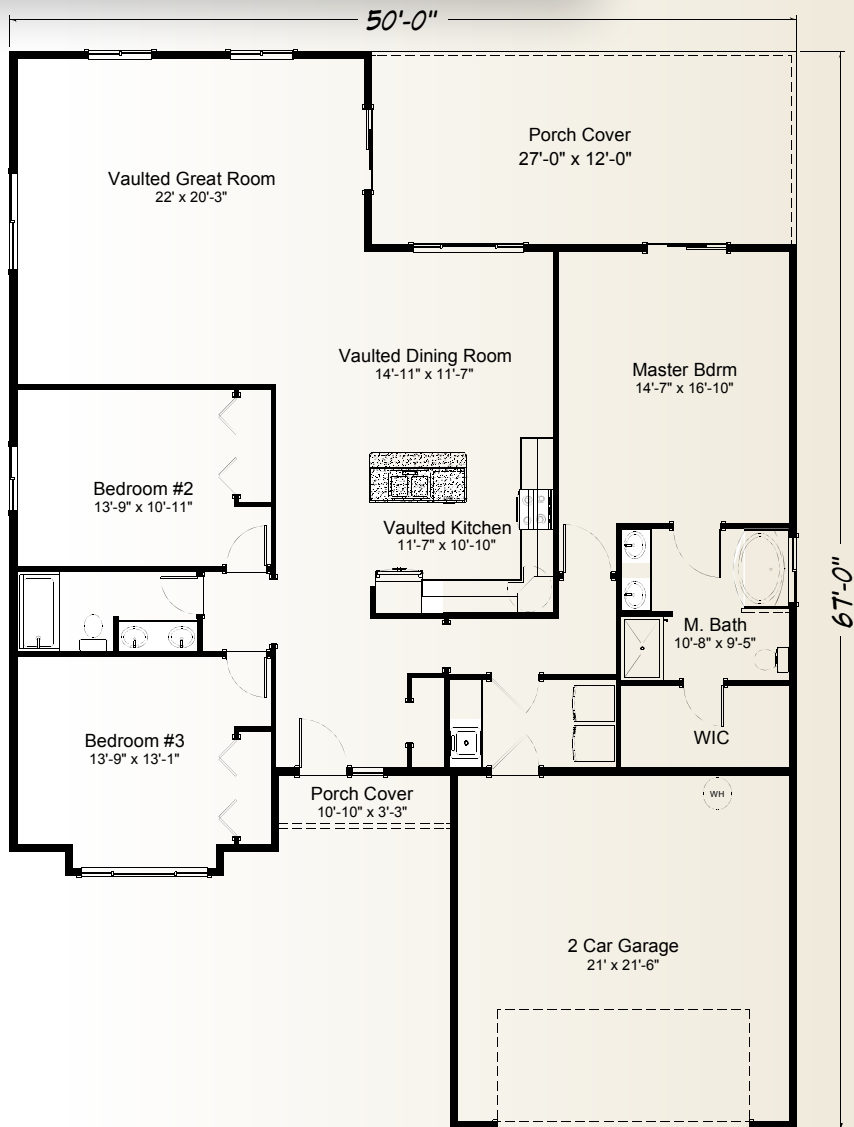 50'-0"
Porch Cover
27'-0" x 12'-0"
Vaulted Great Room
22' x 20'-3"
Vaulted Dining Room
14'-11" x 11'-7"
Master Bdrm
14'-7" x 16'-10"
Bedroom #2
13'-9" x 10'-11"
Vaulted Kitchen
11'-7" x 10'-10"
67'-0"
M. Bath
10'-8" x 9'-5"
Bedroom #3
13'-9" x 13'-1"
WIC
Porch Cover
10'-10" x 3'-3"
WH
2 Car Garage
21' x 21'-6"